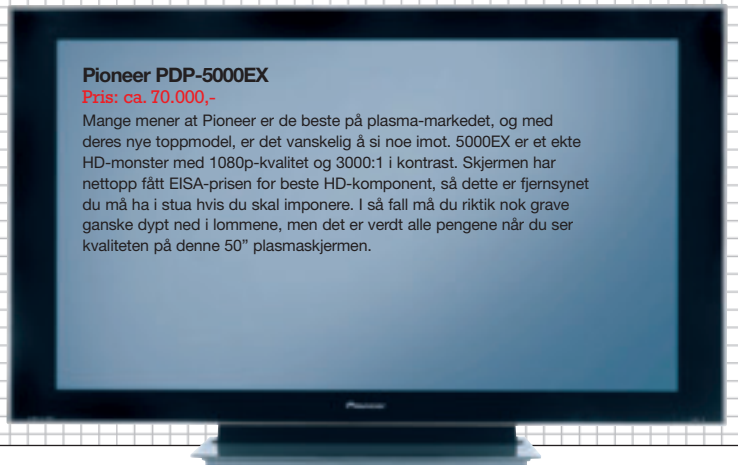 Pioneer PDP-5000EX
Pris: ca. 70.000,-
Mange mener at Pioneer er de beste på plasma-markedet, og med
deres nye toppmodel, er det vanskelig å si noe imot. 5000EX er et ekte
HD-monster med 1080p-kvalitet og 3000:1 i kontrast. Skjermen har
nettopp fått EISA-prisen for beste HD-komponent, så dette er fjernsynet
du må ha i stua hvis du skal imponere. I så fall må du riktik nok grave
ganske dypt ned i lommene, men det er verdt alle pengene når du ser
kvaliteten på denne 50” plasmaskjermen.
Pioneer